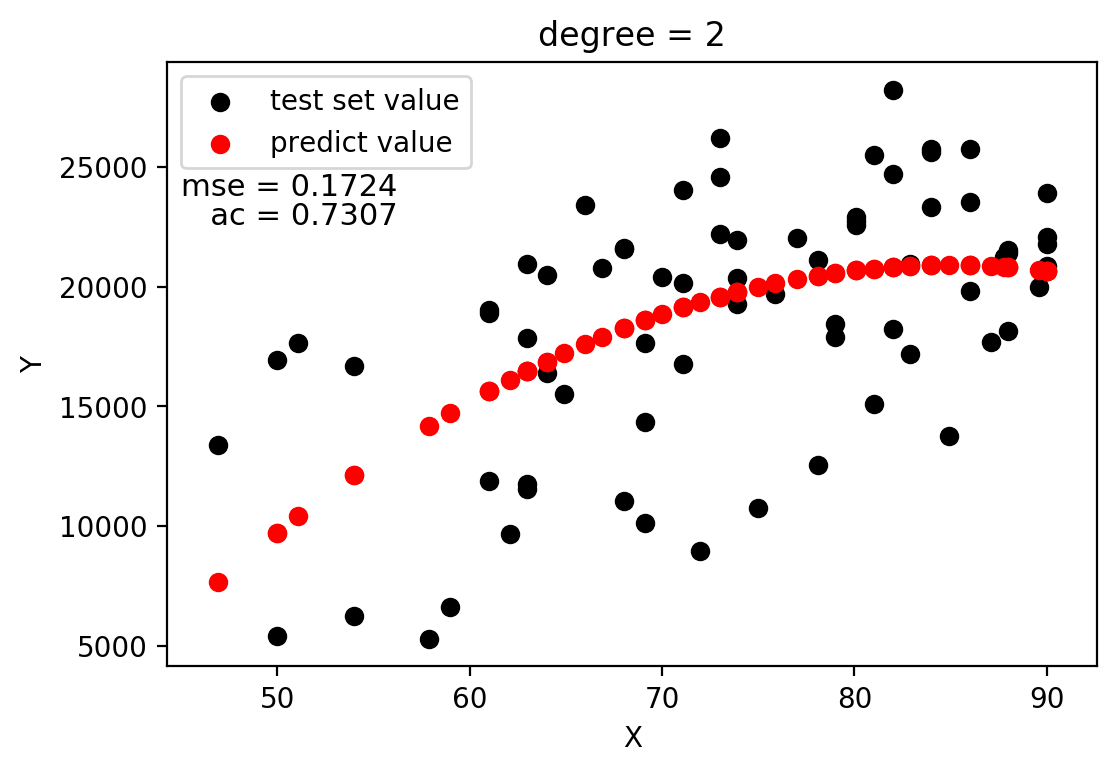 degree = 2
test set value
predict value
mse = 0.1724
ac = 0.7307
25000
20000
15000
10000
5000
Y
50 60 70 80 90
X